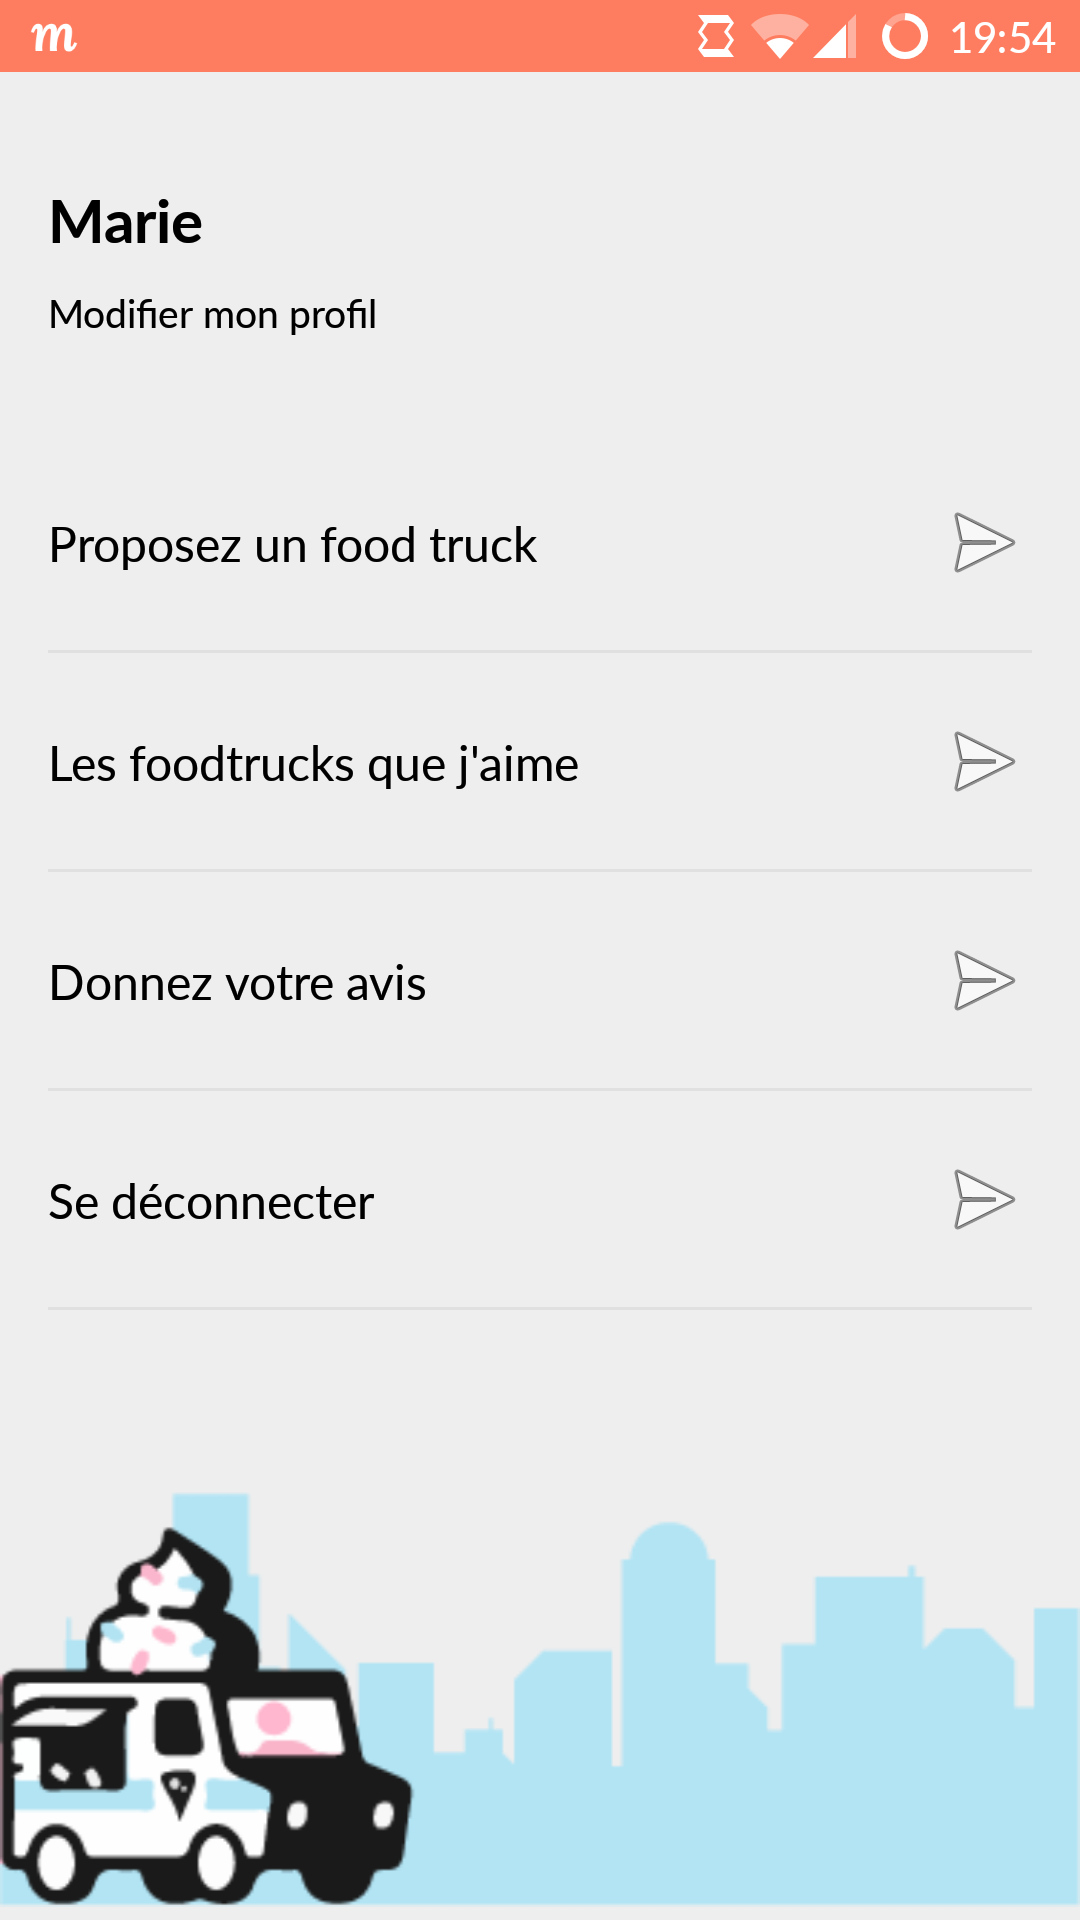 m 19:54
Marie
Modifier mon profil
Proposez un food truck
Les foodtrucks que j'aime
Donnez votre avis
Se déconnecter